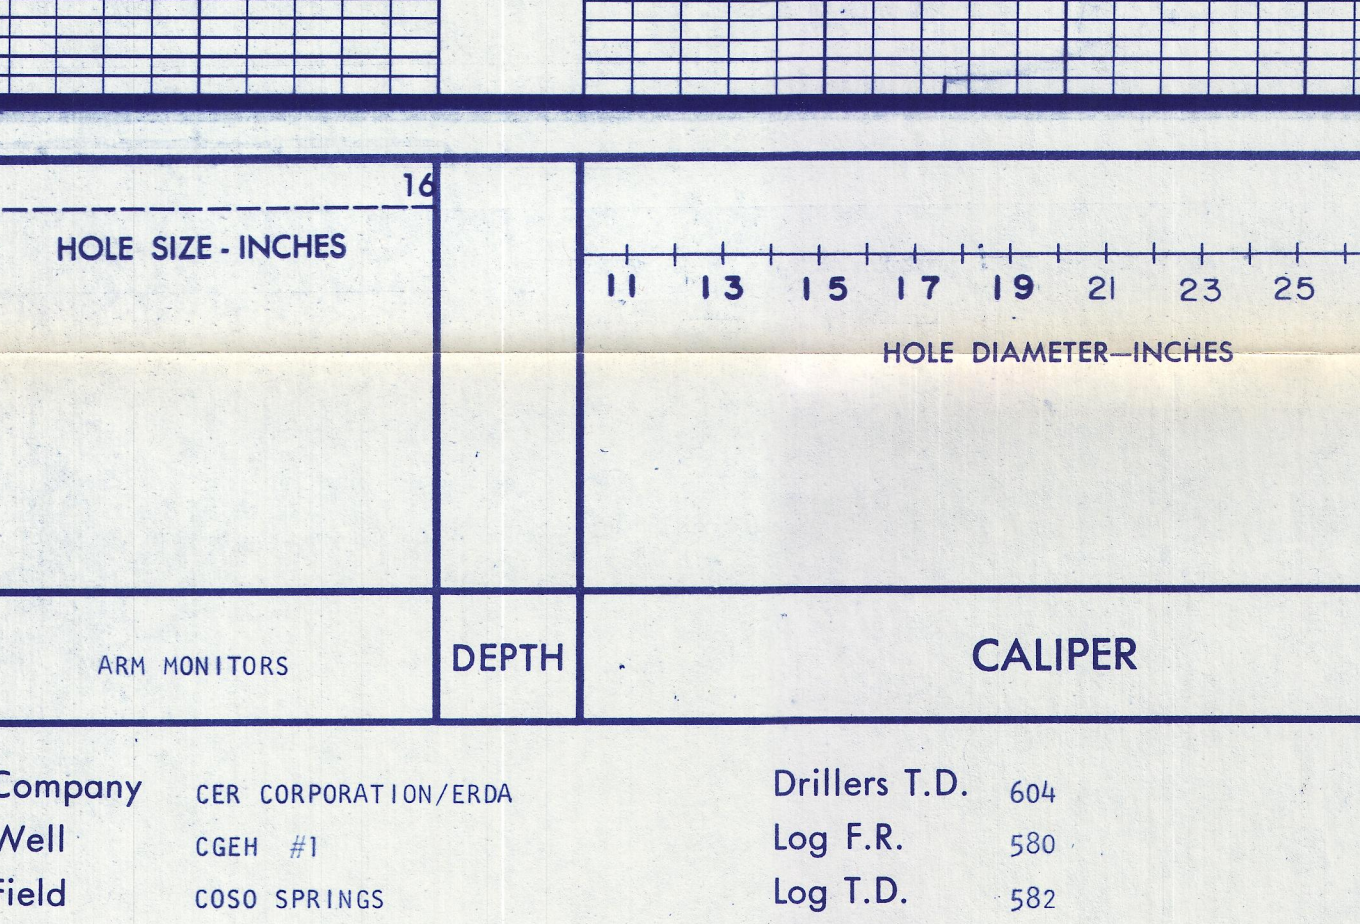 16
HOLE SIZE - INCHES
11 13 15 17 19 21 23 25
HOLE DIAMETER—INCHES
ARM MONITORS
DEPTH
CALIPER
Company CER CORPORATION/ERDA
Drillers T.D. 604
Well CGEH #1
Log F.R. 580
Field COSO SPRINGS
Log T.D. 582